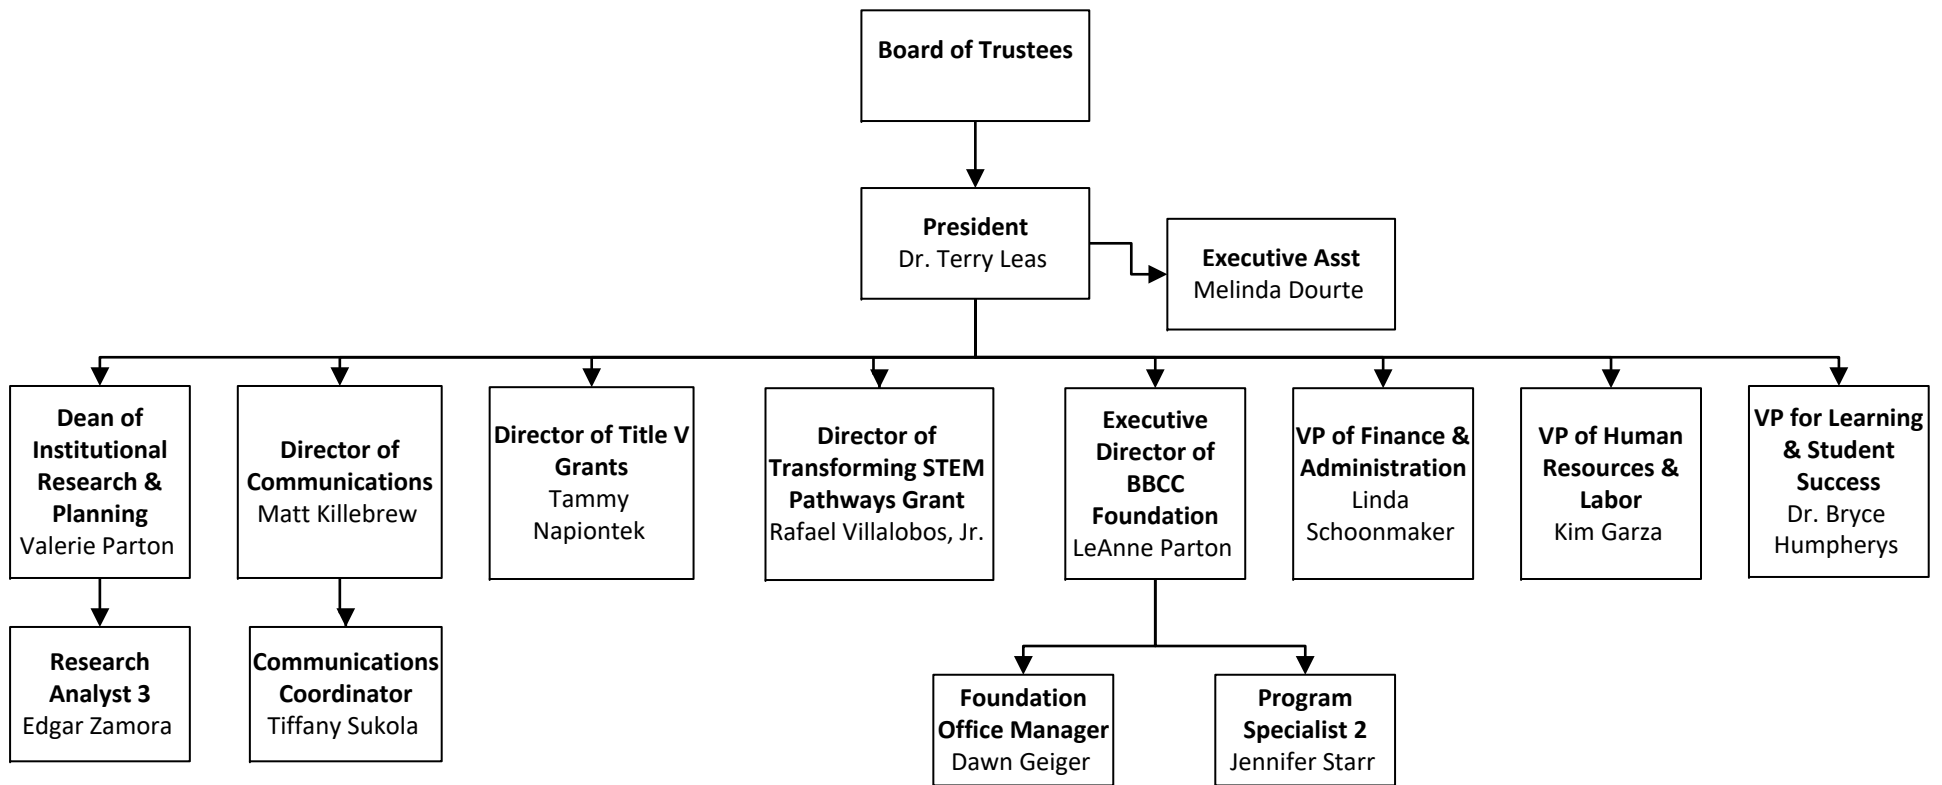 Board of Trustees
President
Dr. Terry Leas
Executive Asst
Melinda Dourte
Dean of
Institutional
Research &
Planning
Valerie Parton
Director of
Communications
Matt Killebrew
Director of Title V
Grants
Tammy
Napiontek
Director of
Transforming STEM
Pathways Grant
Rafael Villalobos, Jr.
Executive
Director of
BBCC
Foundation
LeAnne Parton
VP of Finance &
Administration
Linda
Schoonmaker
VP of Human
Resources &
Labor
Kim Garza
VP for Learning
& Student
Success
Dr. Bryce
Humpherys
Research
Analyst 3
Edgar Zamora
Communications
Coordinator
Tiffany Sukola
Foundation
Office Manager
Dawn Geiger
Program
Specialist 2
Jennifer Starr